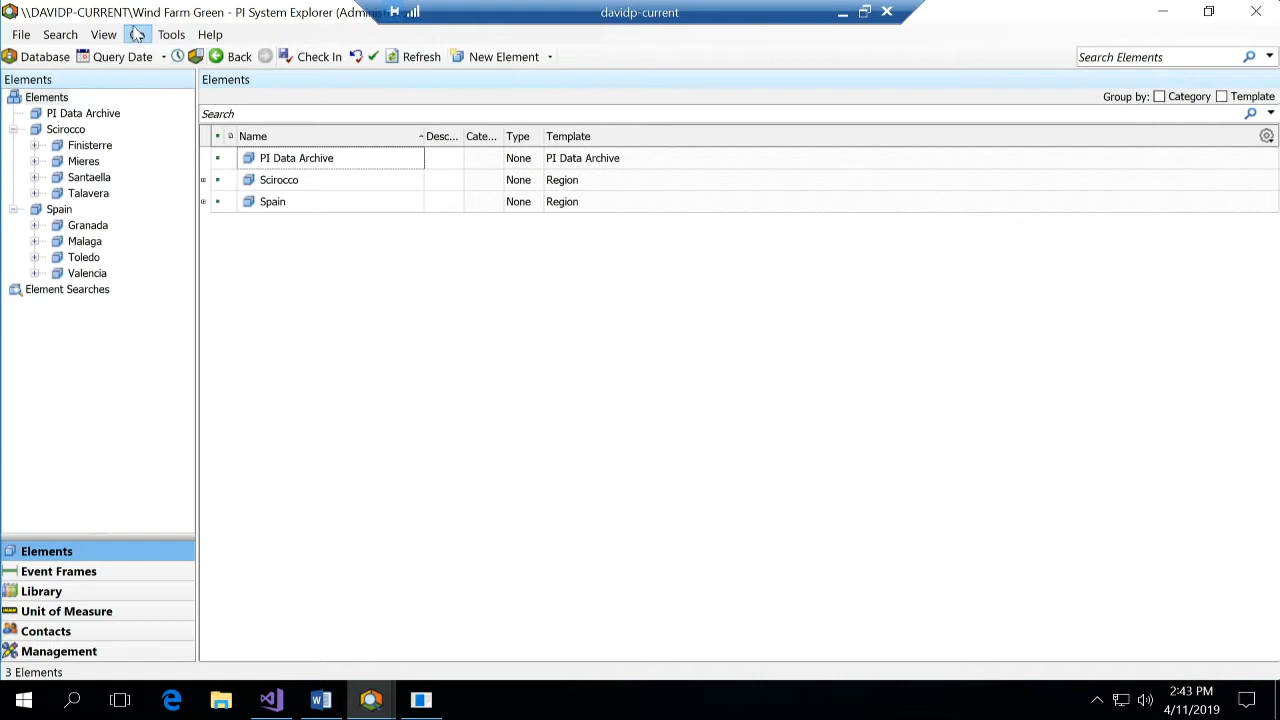 \\DAVIDP-CURRENT\Wind Farm Green - PI System Explorer (Adminis
davidp-current
File Search View Tools Help
Database Query Date Back Check In Refresh New Element Search Elements
Elements
Elements
PI Data Archive
Scirocco
Finisterre
Mieres
Santaella
Talavera
Spain
Granada
Malaga
Toledo
Valencia
Element Searches
Elements
Group by: Category Template
Search
Name Desc... Cate... Type Template
PI Data Archive None PI Data Archive
Scirocco None Region
Spain None Region
Elements
Event Frames
Library
Unit of Measure
Contacts
Management
3 Elements
2:43 PM
4/11/2019